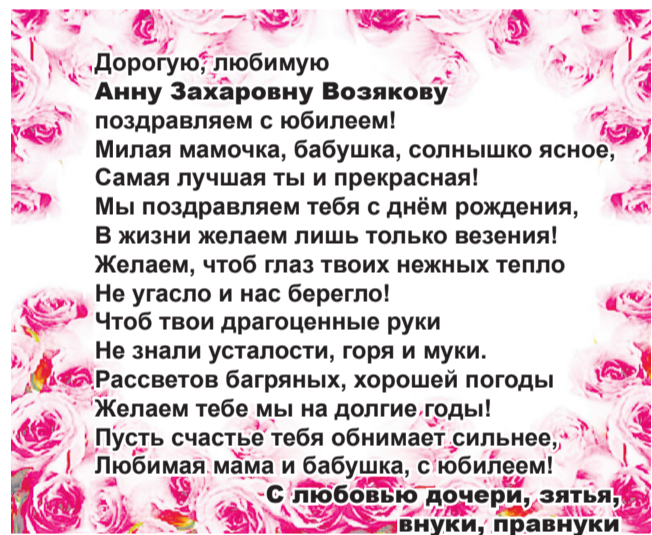 Дорогую, любимую
Анну Захаровну Возякову
поздравляем с юбилеем!
Милая мамочка, бабушка, солнышко ясное,
Самая лучшая ты и прекрасная!
Мы поздравляем тебя с днём рождения,
В жизни желаем лишь только везения!
Желаем, чтоб глаз твоих нежных тепло
Не угасло и нас берегло!
Чтоб твои драгоценные руки
Не знали усталости, горя и муки.
Рассветов багряных, хорошей погоды
Желаем тебе мы на долгие годы!
Пусть счастье тебя обнимает сильнее,
Любимая мама и бабушка, с юбилеем!
С любовью дочери, зятья,
внуки, правнуки